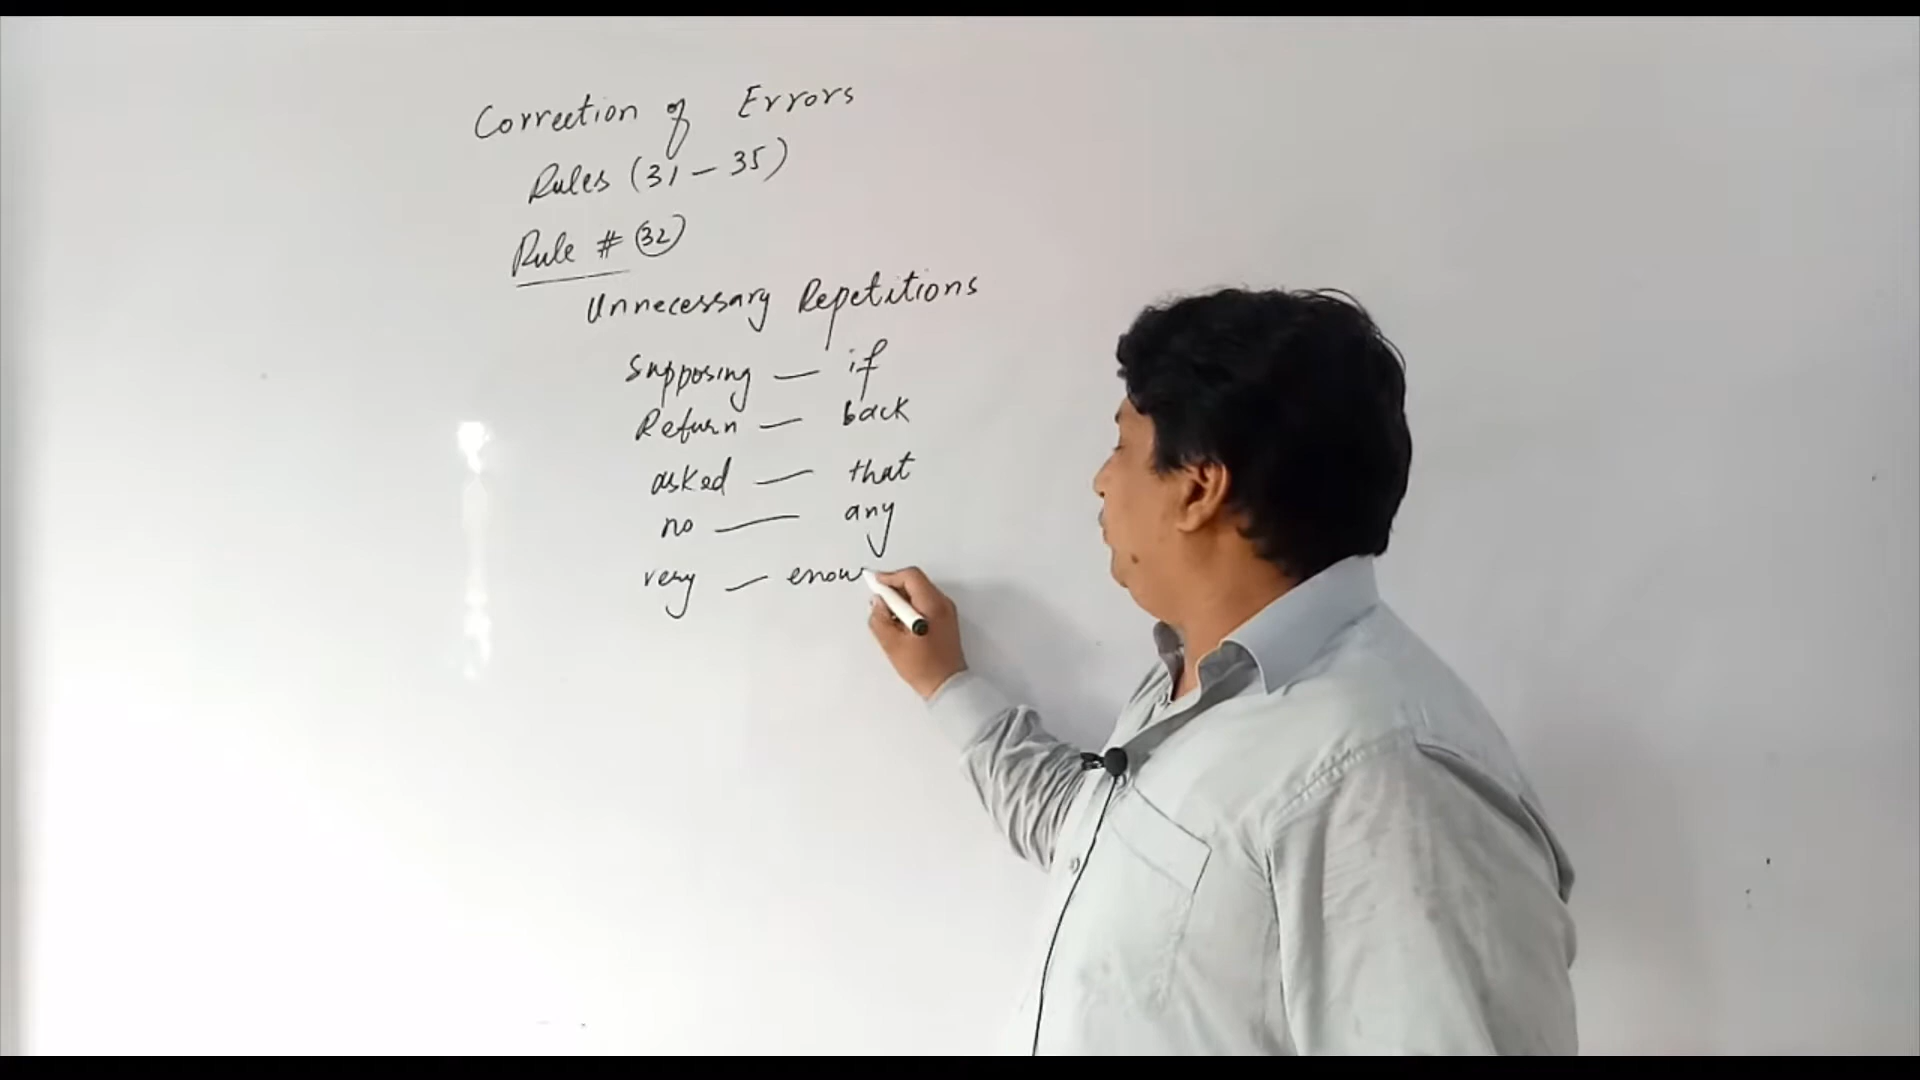 Correction of Errors
Rules (31 - 35)
Rule # 32
Unnecessary Repetitions
Supposing — if
Return — back
asked — that
no — any
very — enou